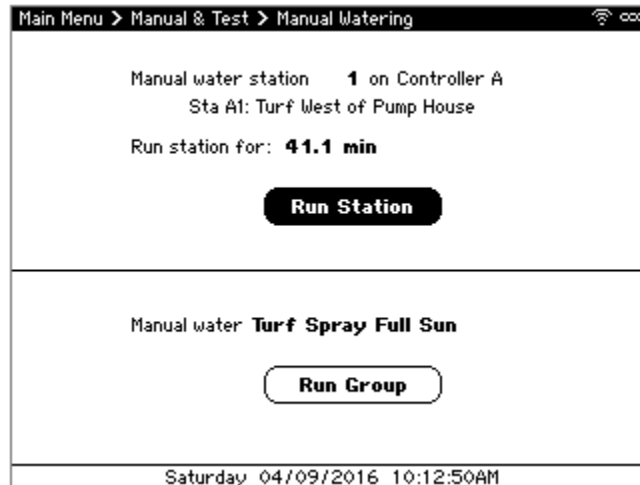 Main Menu > Manual & Test > Manual Watering
Manual water station 1 on Controller A
Sta A1: Turf West of Pump House
Run station for: 41.1 min
Run Station
Manual water Turf Spray Full Sun
Run Group
Saturday 04/09/2016 10:12:50AM